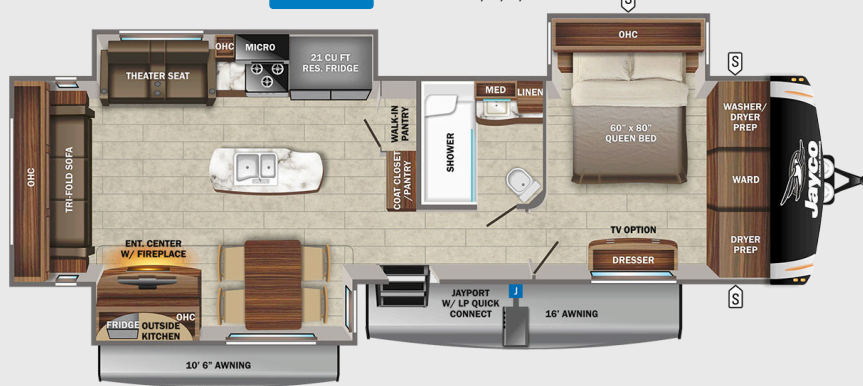 S
OHC
OHC
MICRO
21 CU FT
RES. FRIDGE
THEATER SEAT
S
MED
LINEN
WALK-IN
PANTRY
SHOWER
60" x 80"
QUEEN BED
WASHER/
DRYER
PREP
OHC
TRI-FOLD SOFA
COAT CLOSET
/PANTRY
WARD
Jayco
TV OPTION
DRESSER
DRYER
PREP
ENT. CENTER
W/ FIREPLACE
JAYPORT
W/ LP QUICK
CONNECT
J
16' AWNING
S
OHC
FRIDGE
OUTSIDE
KITCHEN
10' 6" AWNING